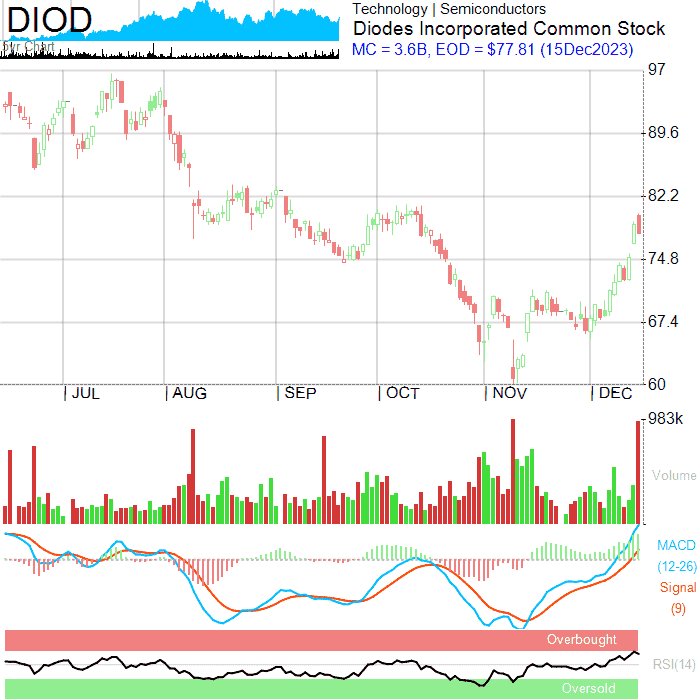 DIOD
5yr Chart
Technology | Semiconductors
Diodes Incorporated Common Stock
MC = 3.6B, EOD = $77.81 (15Dec2023)
97
89.6
82.2
74.8
67.4
60
| JUL | AUG | SEP | OCT | NOV | DEC
983k
Volume
MACD
(12-26)
Signal
(9)
Overbought
RSI(14)
Oversold